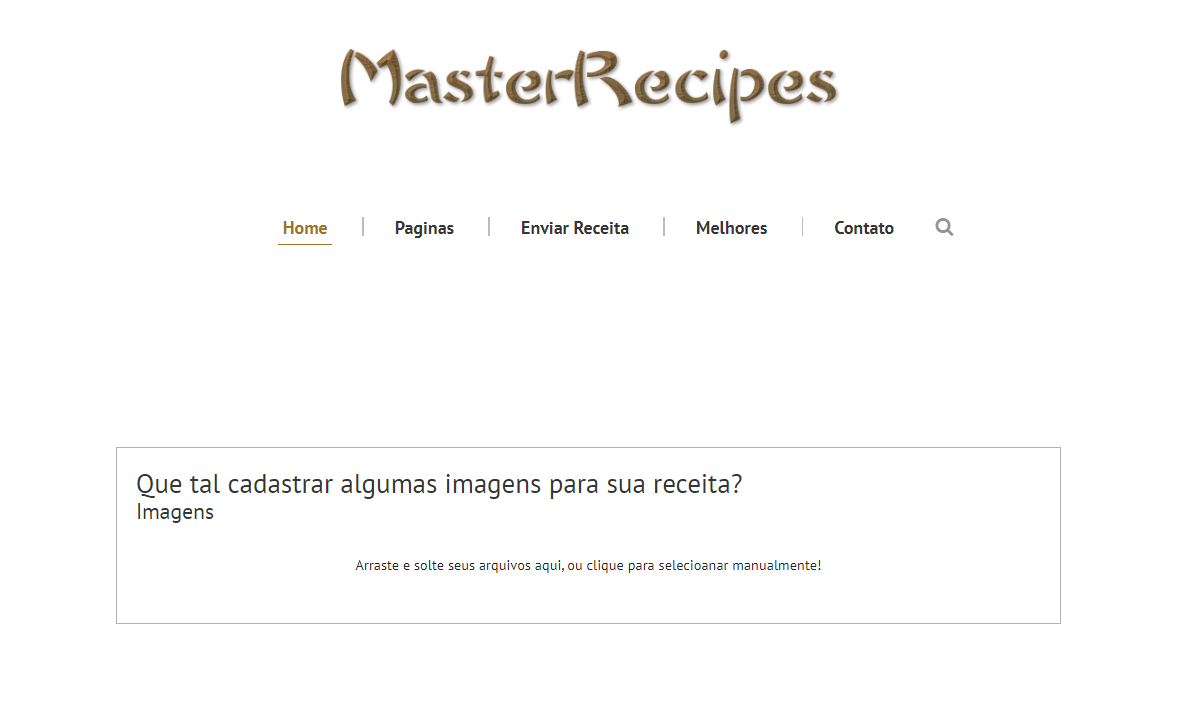 MasterRecipes
Home Paginas Enviar Receita Melhores Contato
Que tal cadastrar algumas imagens para sua receita?
Imagens
Arraste e solte seus arquivos aqui, ou clique para selecioanar manualmente!